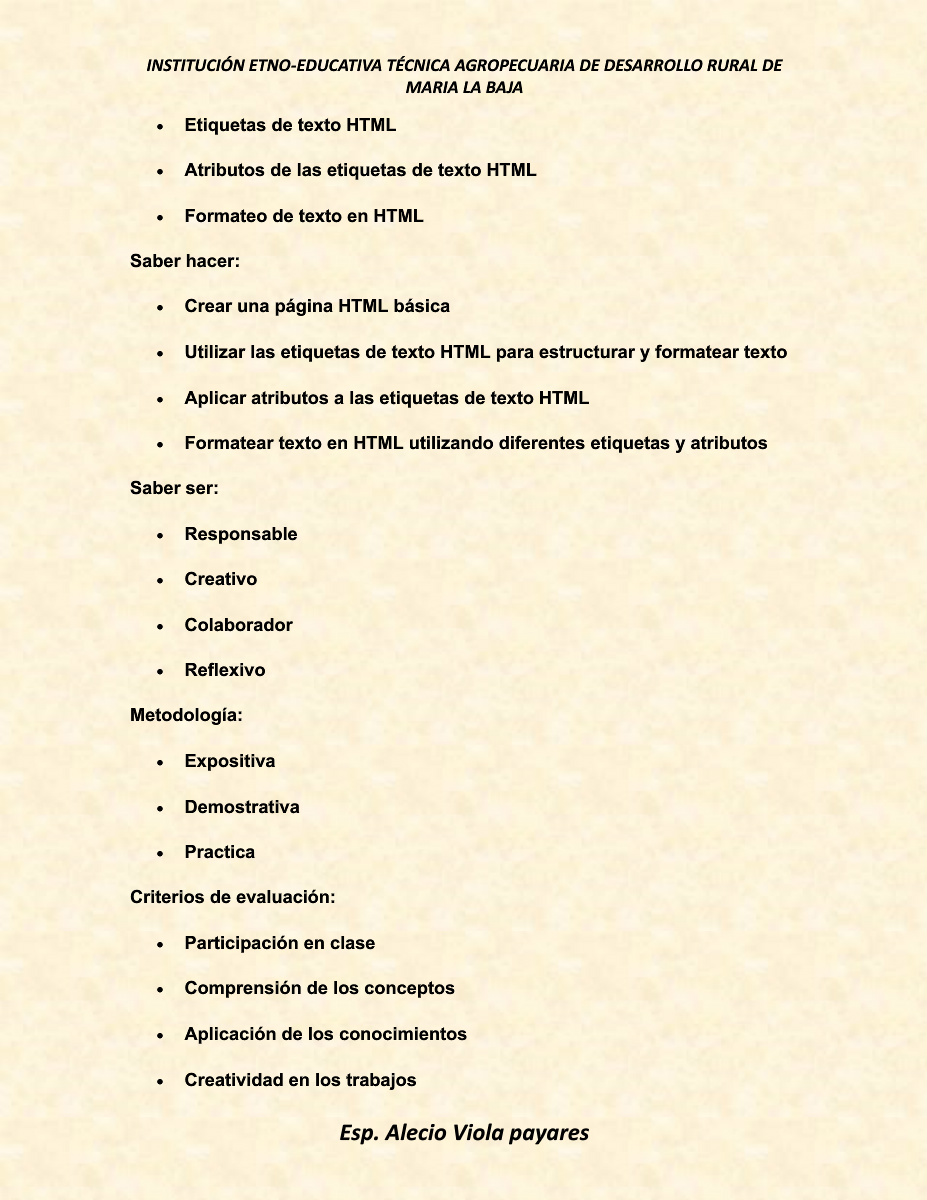 INSTITUCIÓN ETNO-EDUCATIVA TÉCNICA AGROPECUARIA DE DESARROLLO RURAL DE
MARIA LA BAJA
• Etiquetas de texto HTML
• Atributos de las etiquetas de texto HTML
• Formateo de texto en HTML
Saber hacer:
• Crear una página HTML básica
• Utilizar las etiquetas de texto HTML para estructurar y formatear texto
• Aplicar atributos a las etiquetas de texto HTML
• Formatear texto en HTML utilizando diferentes etiquetas y atributos
Saber ser:
• Responsable
• Creativo
• Colaborador
• Reflexivo
Metodología:
• Expositiva
• Demostrativa
• Practica
Criterios de evaluación:
• Participación en clase
• Comprensión de los conceptos
• Aplicación de los conocimientos
• Creatividad en los trabajos
Esp. Alecio Viola payares